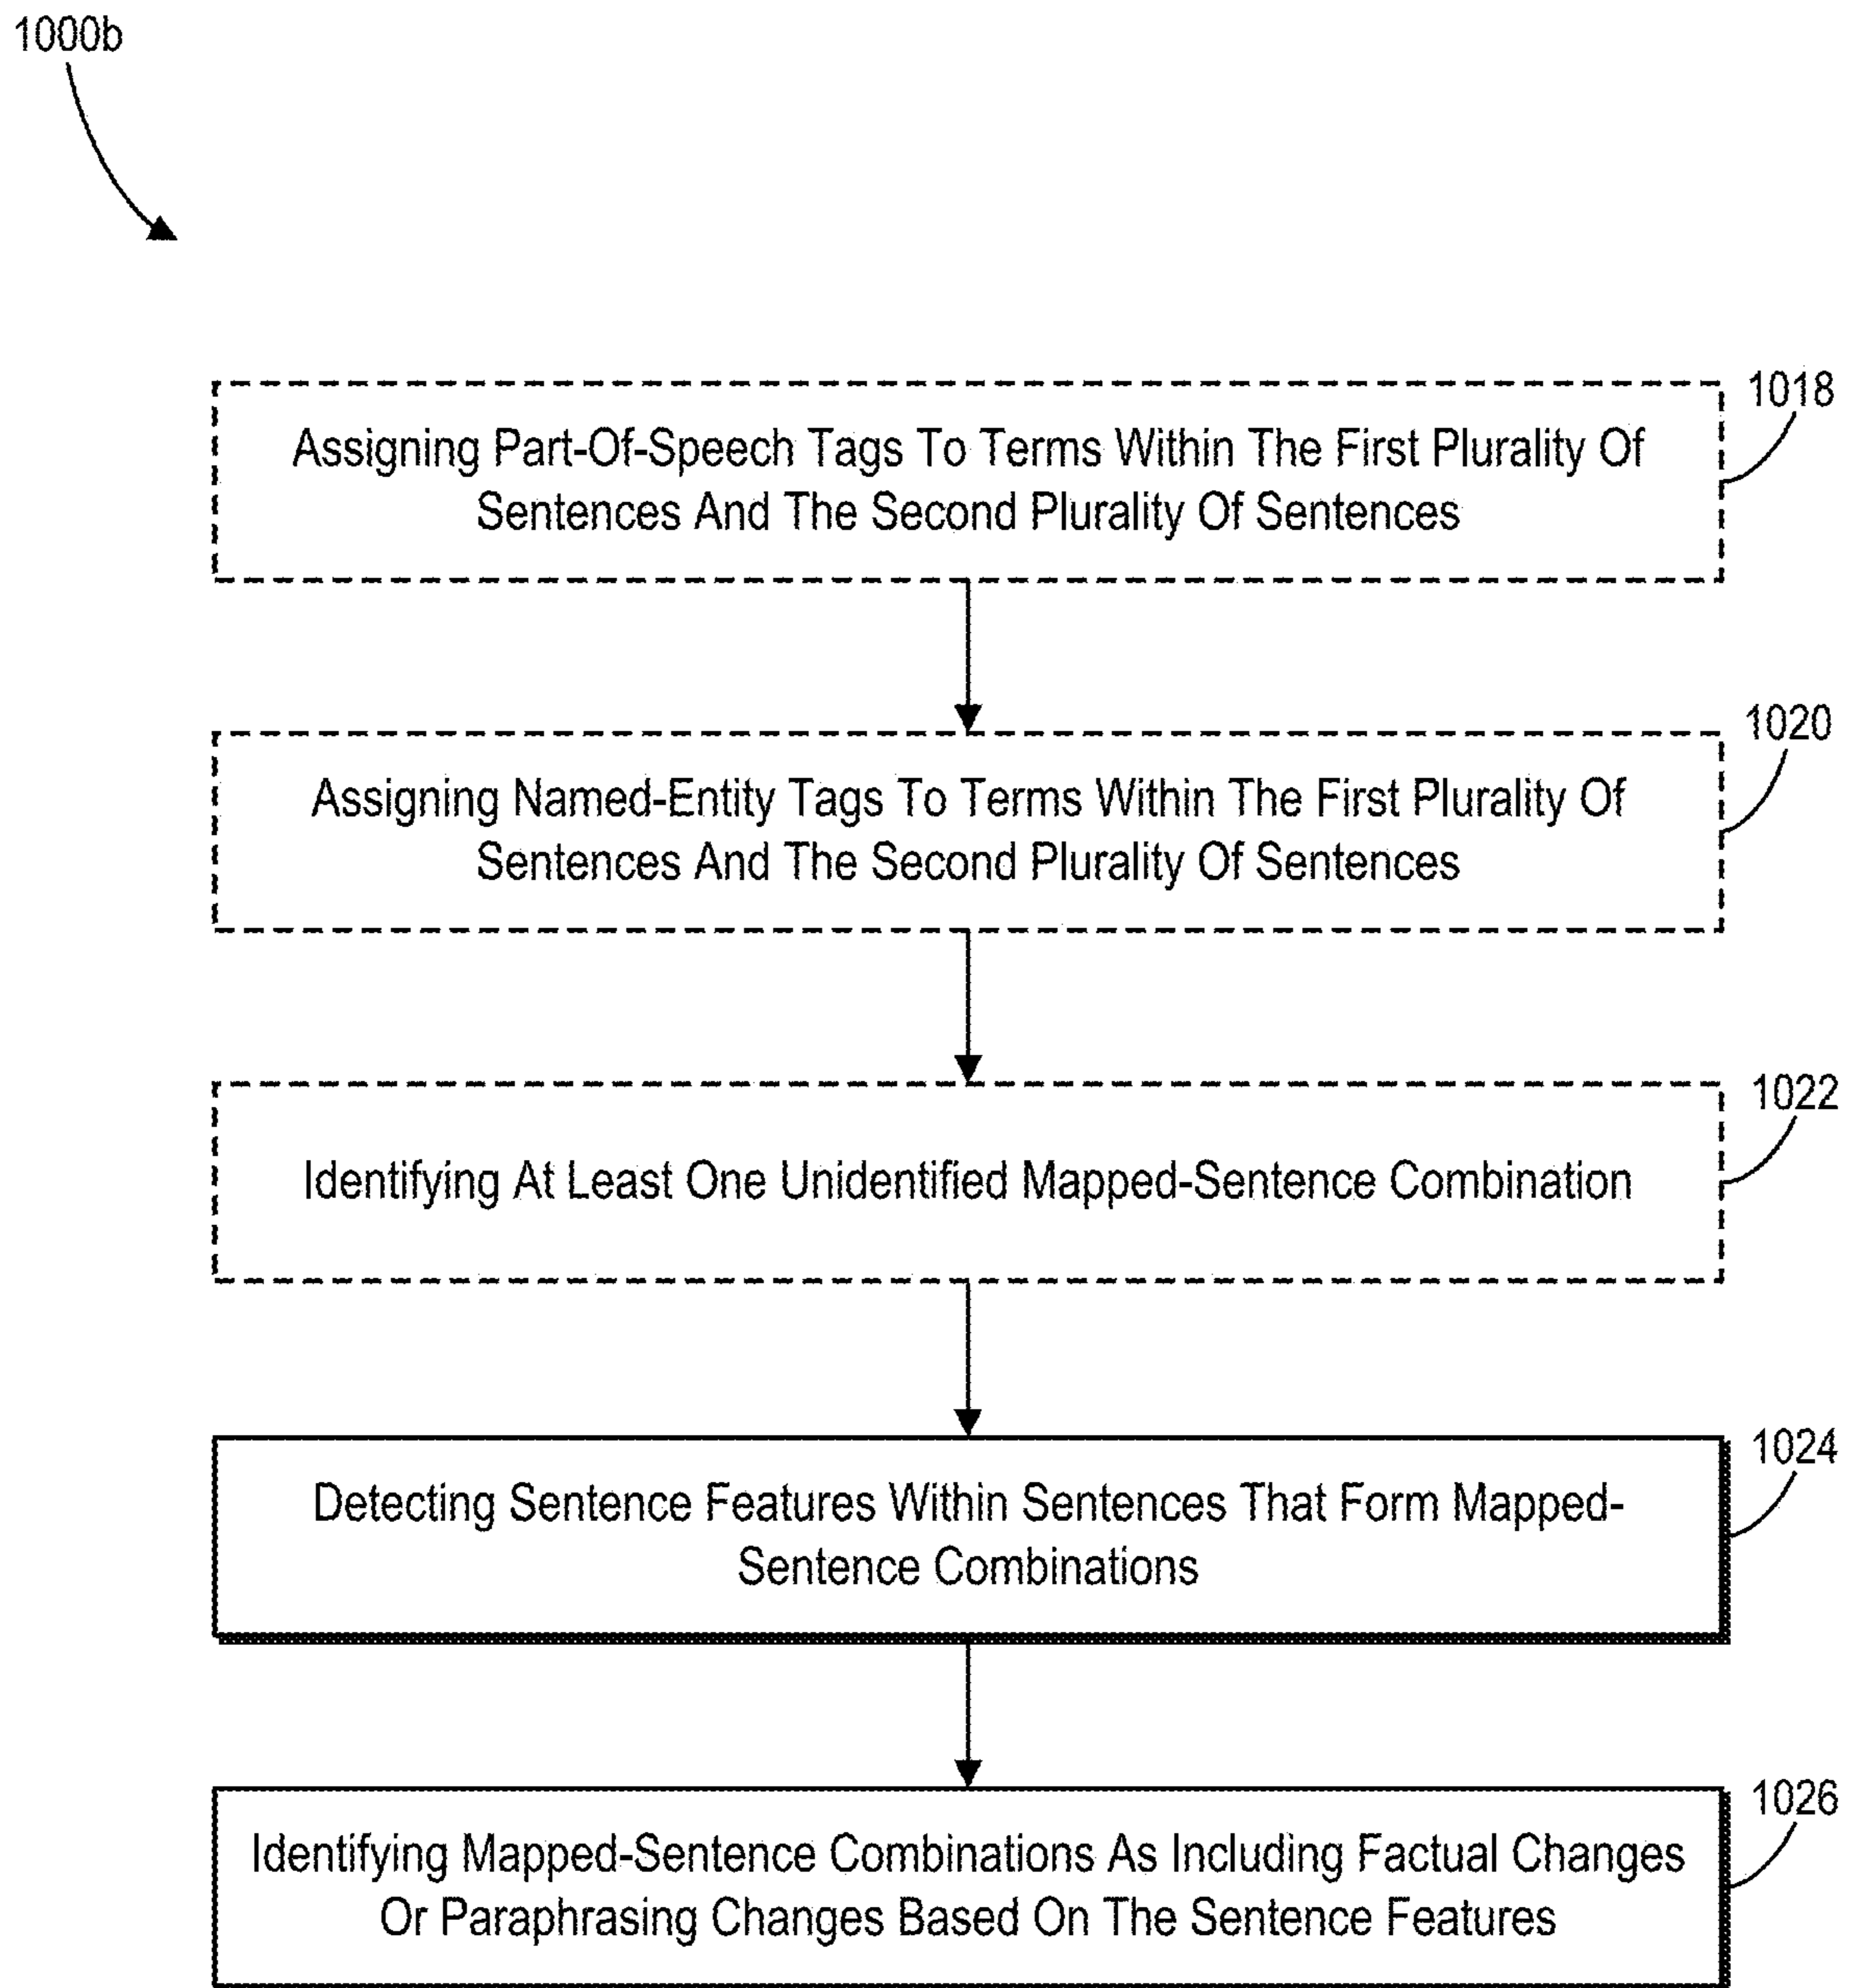 1000b
1018
Assigning Part-Of-Speech Tags To Terms Within The First Plurality Of
Sentences And The Second Plurality Of Sentences
1020
Assigning Named-Entity Tags To Terms Within The First Plurality Of
Sentences And The Second Plurality Of Sentences
1022
Identifying At Least One Unidentified Mapped-Sentence Combination
1024
Detecting Sentence Features Within Sentences That Form Mapped-
Sentence Combinations
1026
Identifying Mapped-Sentence Combinations As Including Factual Changes
Or Paraphrasing Changes Based On The Sentence Features